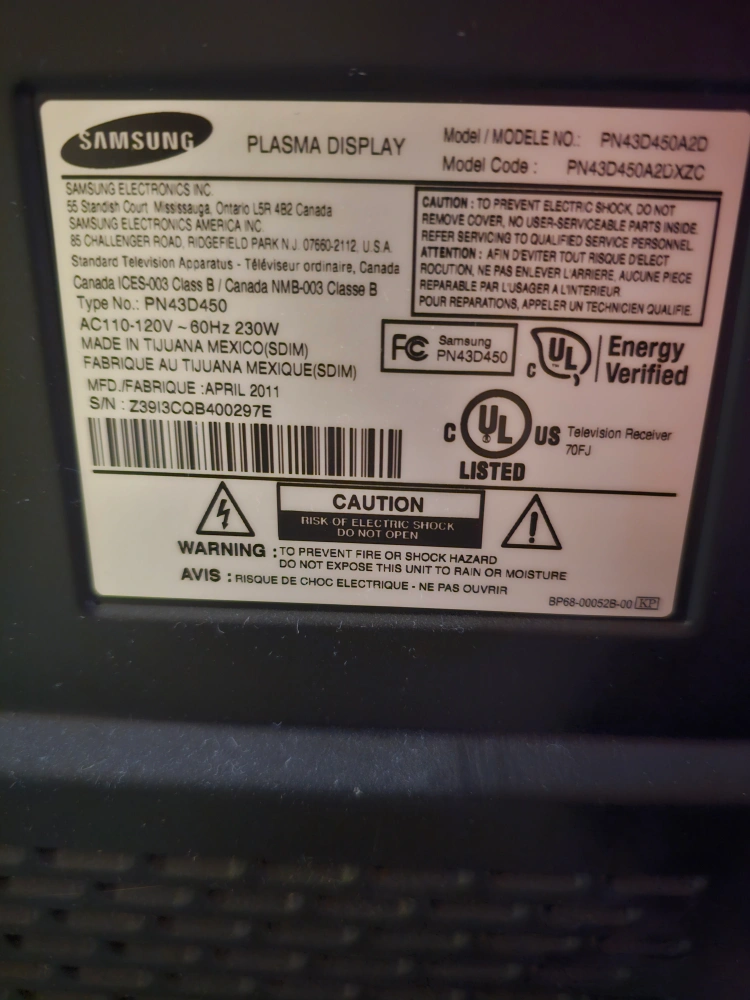 SAMSUNG
PLASMA DISPLAY
Model / MODELE NO.: PN43D450A2D
Model Code : PN43D450A2DXZC
SAMSUNG ELECTRONICS INC.
55 Standish Court Mississauga, Ontario L5R 4B2 Canada
SAMSUNG ELECTRONICS AMERICA INC.
85 CHALLENGER ROAD, RIDGEFIELD PARK N.J. 07660-2112, U.S.A.
Standard Television Apparatus - Téléviseur ordinaire, Canada
Canada ICES-003 Class B / Canada NMB-003 Classe B
Type No.: PN43D450
AC110-120V ~ 60Hz 230W
MADE IN TIJUANA MEXICO(SDIM)
FABRIQUE AU TIJUANA MEXIQUE(SDIM)
MFD./FABRIQUE :APRIL 2011
S/N : Z39I3CQB400297E
CAUTION : TO PREVENT ELECTRIC SHOCK, DO NOT
REMOVE COVER, NO USER-SERVICEABLE PARTS INSIDE.
REFER SERVICING TO QUALIFIED SERVICE PERSONNEL.
ATTENTION : AFIN D'EVITER TOUT RISQUE D'ELECT
ROCUTION, NE PAS ENLEVER L'ARRIERE, AUCUNE PIECE
REPARABLE PAR L'USAGER A L'INTERIEUR
POUR REPARATIONS, APPELER UN TECHNICIEN QUALIFIE.
FC Samsung
PN43D450
C UL Energy
Verified
C UL US Television Receiver
70FJ
LISTED
CAUTION
RISK OF ELECTRIC SHOCK
DO NOT OPEN
WARNING : TO PREVENT FIRE OR SHOCK HAZARD
DO NOT EXPOSE THIS UNIT TO RAIN OR MOISTURE
AVIS : RISQUE DE CHOC ELECTRIQUE - NE PAS OUVRIR
BP68-00052B-00 KP